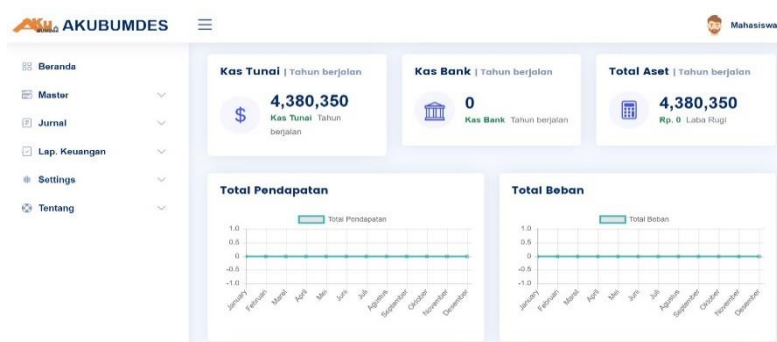 AKu BUMDES AKUBUMDES
Mahasiswa
Beranda
Master
Jurnal
Lap. Keuangan
Settings
Tentang
Kas Tunai | Tahun berjalan
4,380,350
Kas Tunai Tahun
berjalan
Kas Bank | Tahun berjalan
0
Kas Bank Tahun berjalan
Total Aset | Tahun berjalan
4,380,350
Rp. 0 Laba Rugi
Total Pendapatan
Total Pendapatan
1.0
0.5
0
-0.5
-1.0
January
Februari
Maret
April
Mei
Juni
Juli
Agustus
September
Oktober
November
Desember
Total Beban
Total Beban
1.0
0.5
0
-0.5
-1.0
January
Februari
Maret
April
Mei
Juni
Juli
Agustus
September
Oktober
November
Desember